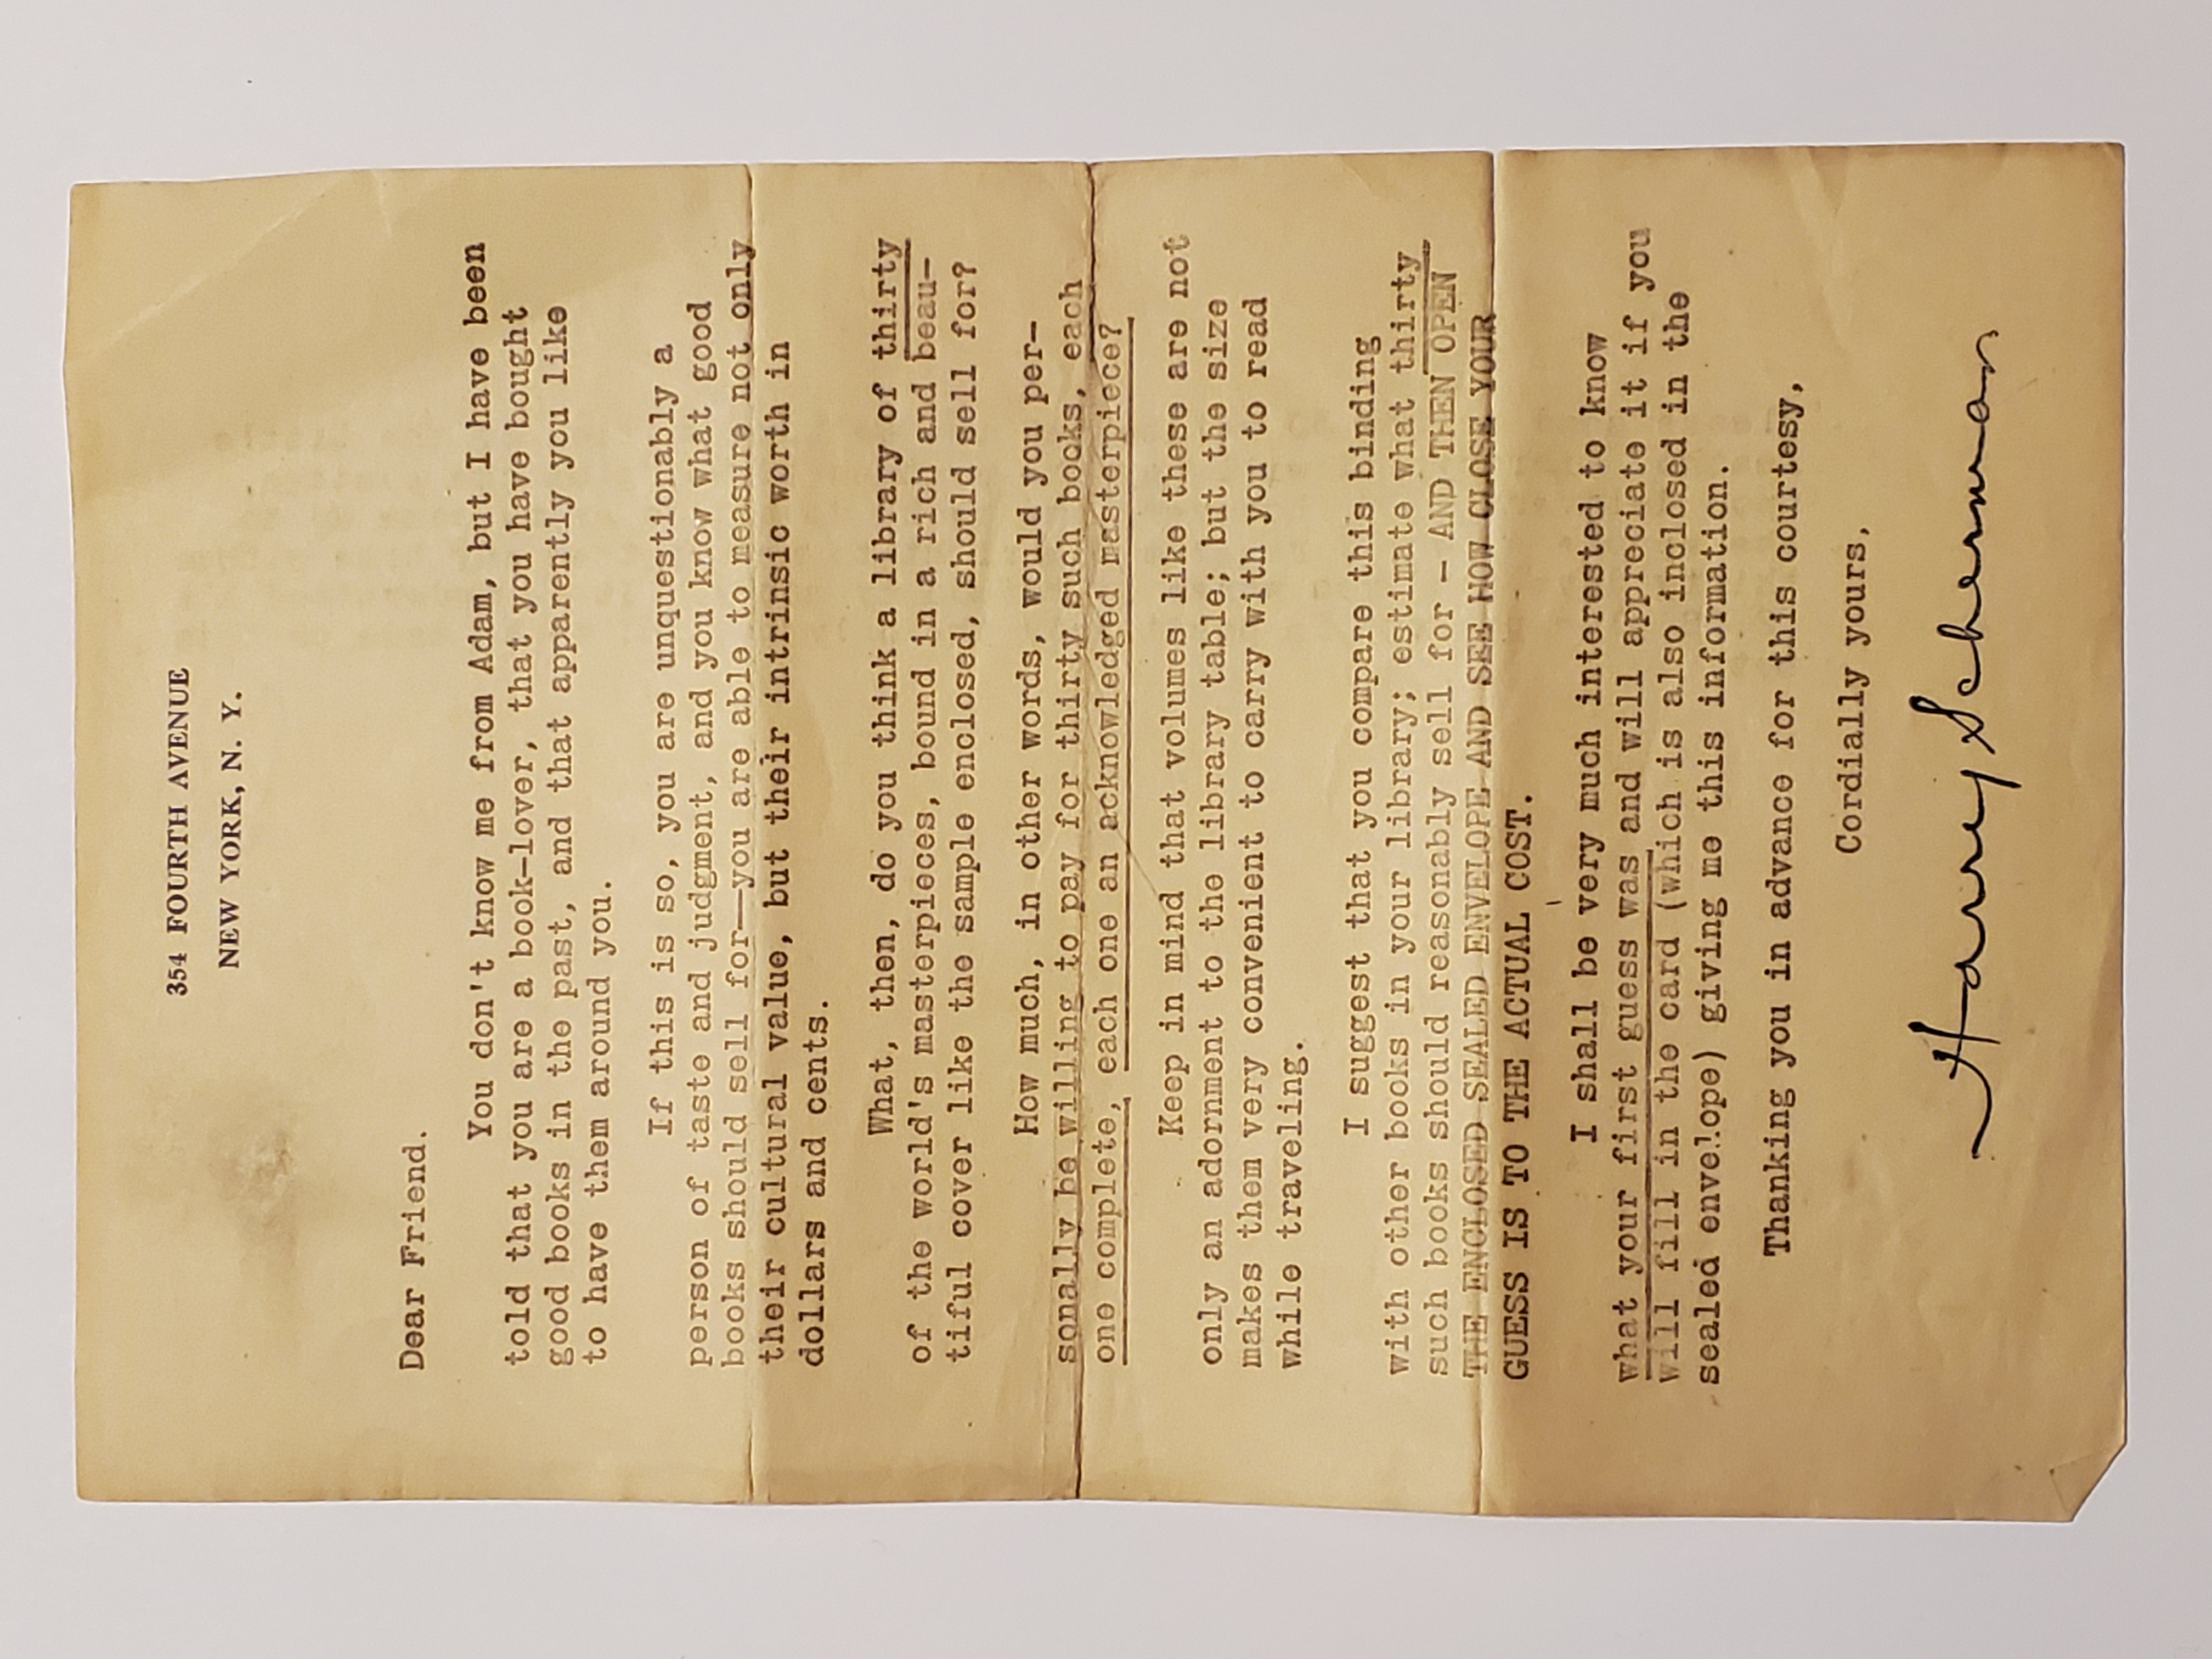 354 FOURTH AVENUE
NEW YORK, N. Y.
Dear Friend.
You don't know me from Adam, but I have been
told that you are a book-lover, that you have bought
good books in the past, and that apparently you like
to have them around you.
If this is so, you are unquestionably a
person of taste and judgment, and you know what good
books should sell for—you are able to measure not only
their cultural value, but their intrinsic worth in
dollars and cents.
What, then, do you think a library of thirty
of the world's masterpieces, bound in a rich and beau-
tiful cover like the sample enclosed, should sell for?
How much, in other words, would you per-
sonally be willing to pay for thirty such books, each
one complete, each one an acknowledged masterpiece?
Keep in mind that volumes like these are not
only an adornment to the library table; but the size
makes them very convenient to carry with you to read
while traveling.
I suggest that you compare this binding
with other books in your library; estimate what thirty
such books should reasonably sell for - AND THEN OPEN
THE ENCLOSED SEALED ENVELOPE AND SEE HOW CLOSE YOUR
GUESS IS TO THE ACTUAL COST.
I shall be very much interested to know
what your first guess was and will appreciate it if you
will fill in the card (which is also inclosed in the
sealed envelope) giving me this information.
Thanking you in advance for this courtesy,
Cordially yours,
Harry Scherman